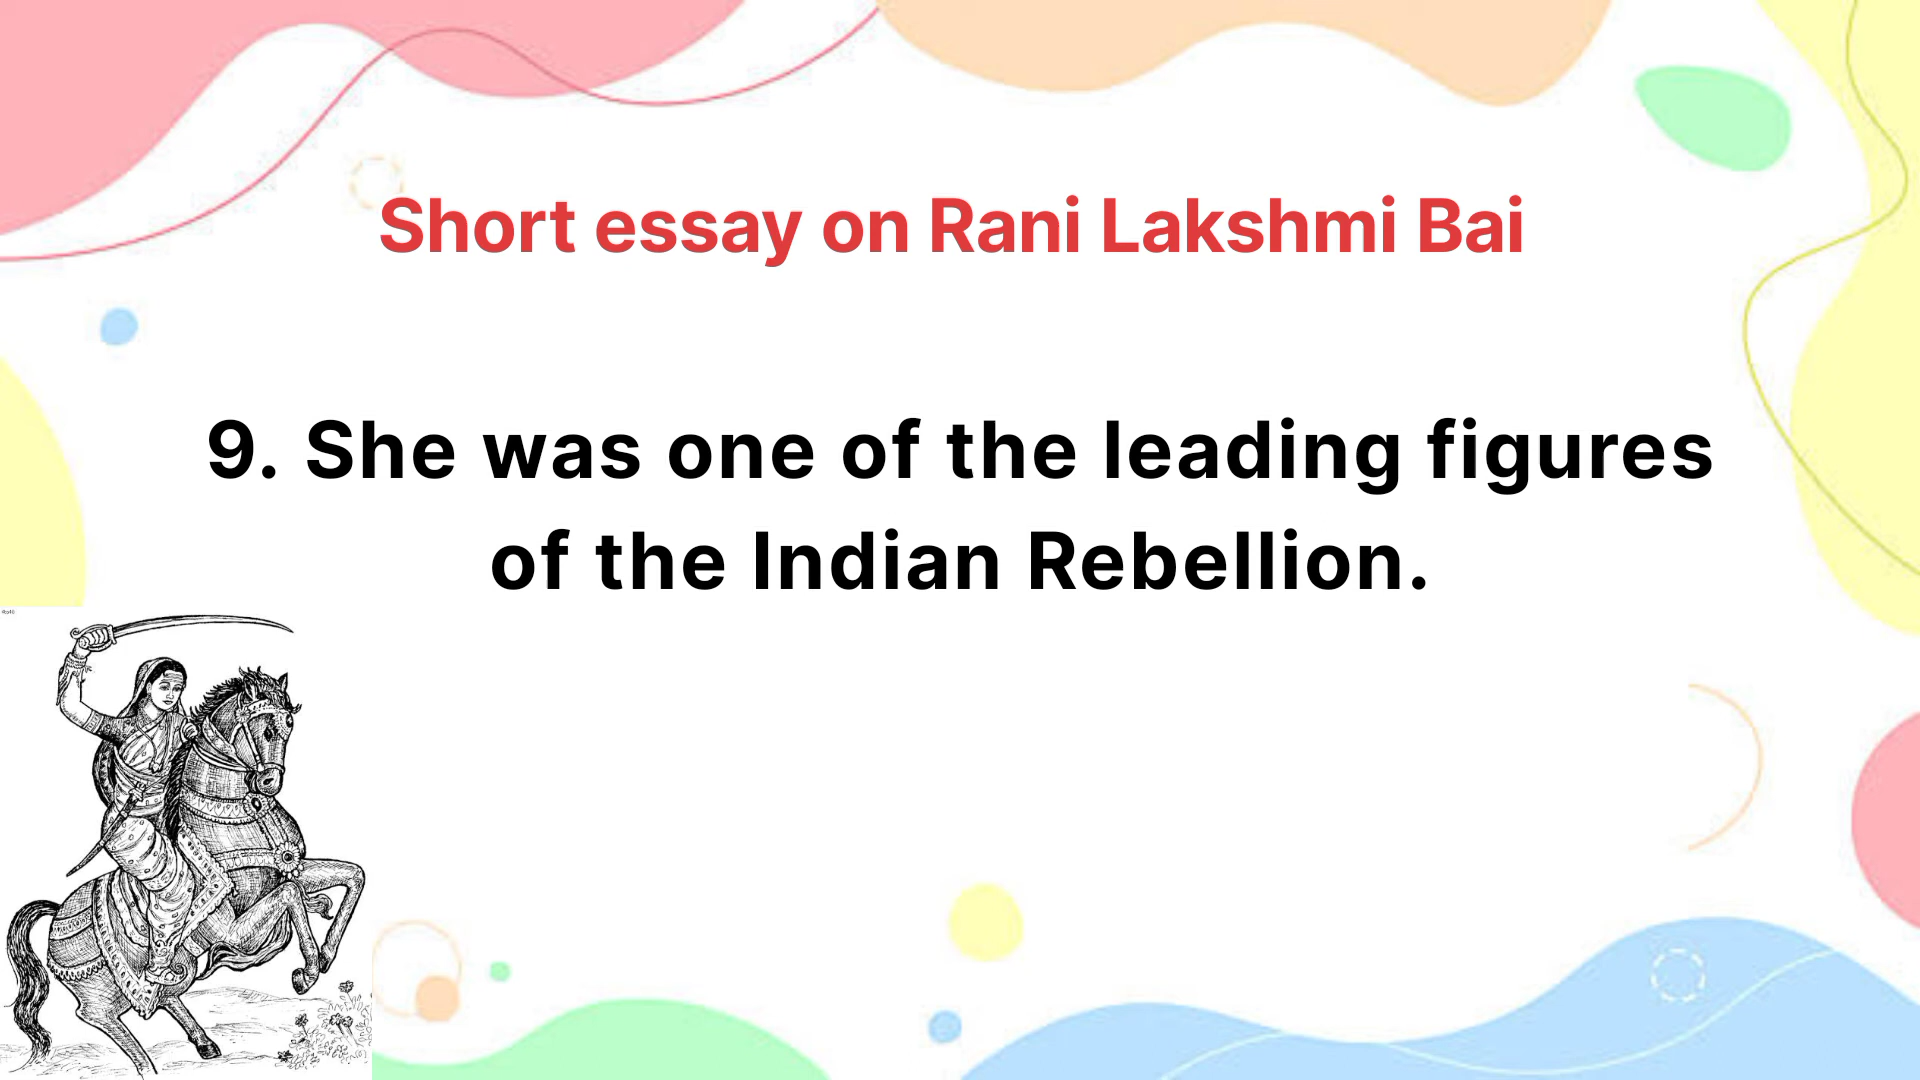 Short essay on Rani Lakshmi Bai
9. She was one of the leading figures
of the Indian Rebellion.